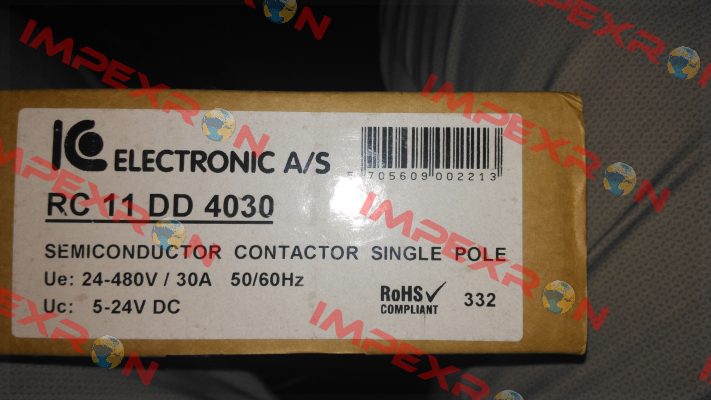 IMPEXRON
IC ELECTRONIC A/S
5 705609 002213
RC 11 DD 4030
SEMICONDUCTOR CONTACTOR SINGLE POLE
Ue: 24-480V / 30A 50/60Hz
Uc: 5-24V DC
RoHS
COMPLIANT
332